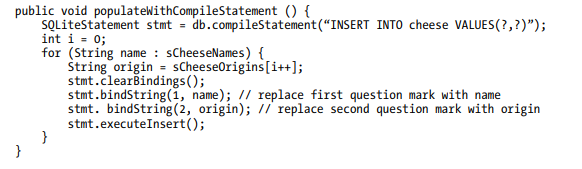 public void populateWithCompileStatement () {
    SQLiteStatement stmt = db.compileStatement(“INSERT INTO cheese VALUES(?,?)”);
    int i = 0;
    for (String name : sCheeseNames) {
        String origin = sCheeseOrigins[i++];
        stmt.clearBindings();
        stmt.bindString(1, name); // replace first question mark with name
        stmt. bindString(2, origin); // replace second question mark with origin
        stmt.executeInsert();
    }
}